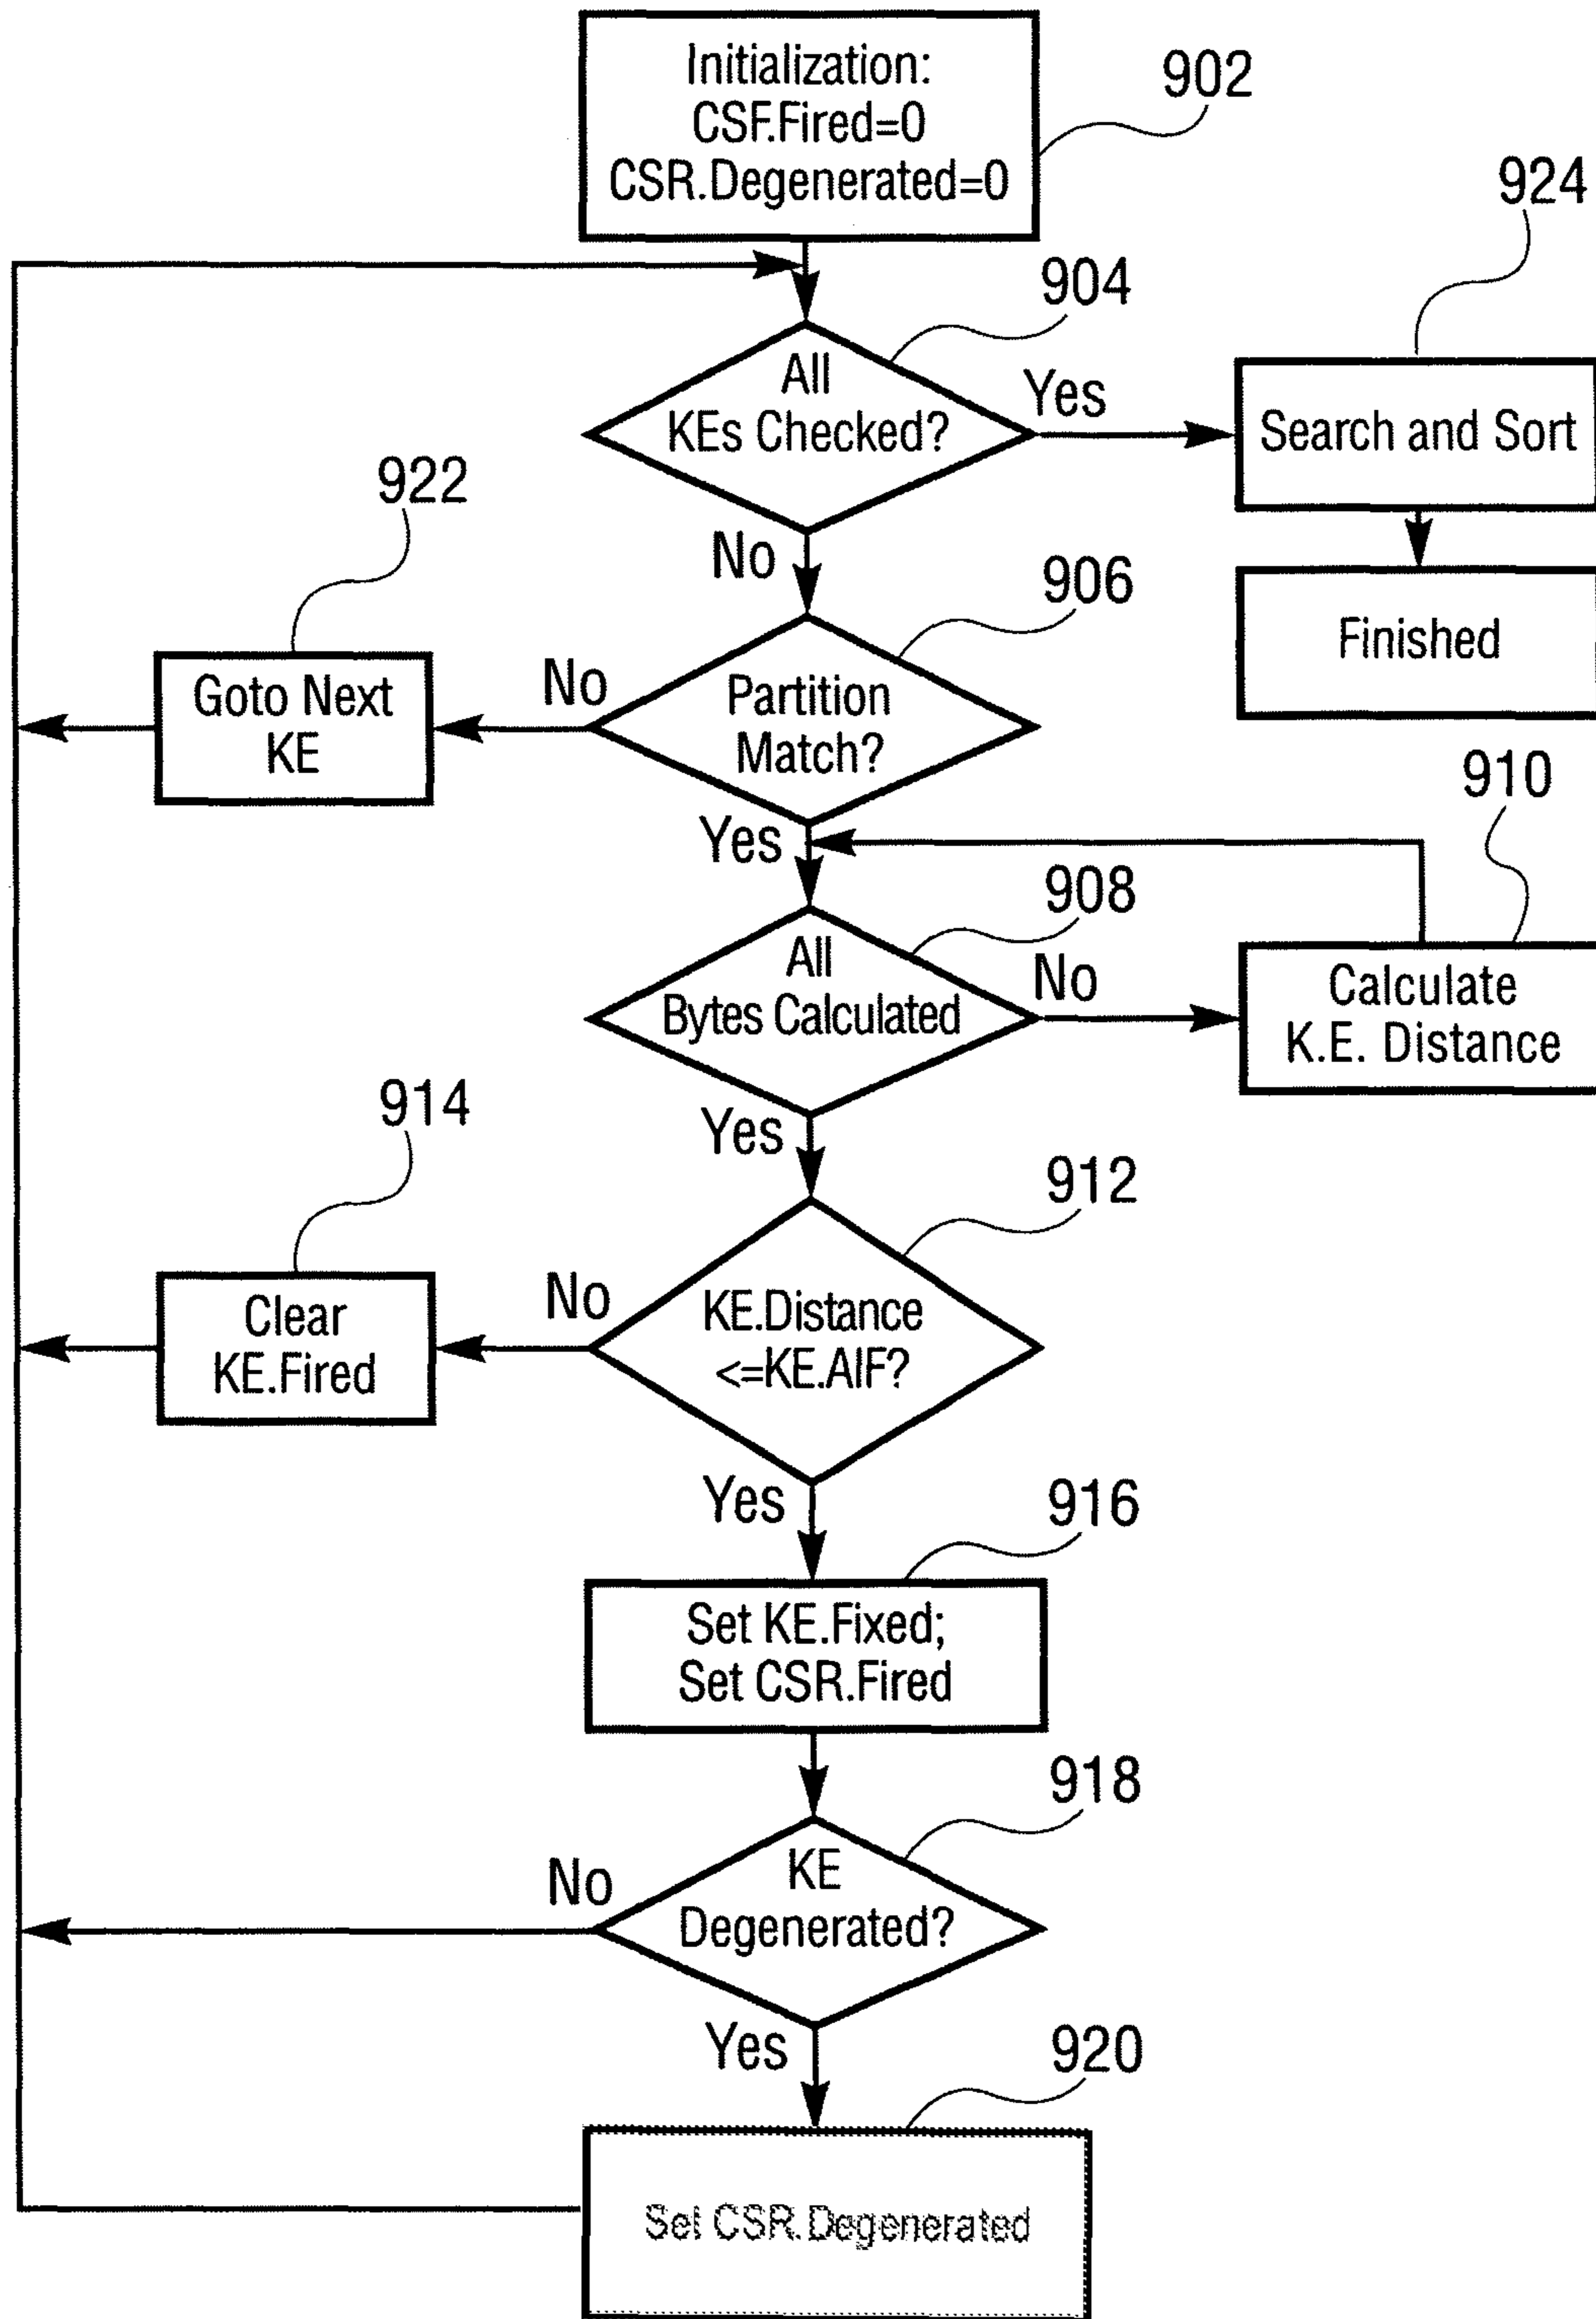 Initialization:
CSF.Fired=0
CSR.Degenerated=0
902
924
904
All
KEs Checked?
Yes
Search and Sort
No
922
906
Finished
Goto Next
KE
No
Partition
Match?
910
Yes
908
All
Bytes Calculated
No
Calculate
K.E. Distance
914
Yes
912
Clear
KE.Fired
No
KE.Distance
<=KE.AIF?
Yes
916
Set KE.Fixed;
Set CSR.Fired
918
No
KE
Degenerated?
Yes
920
Set CSR.Degenerated